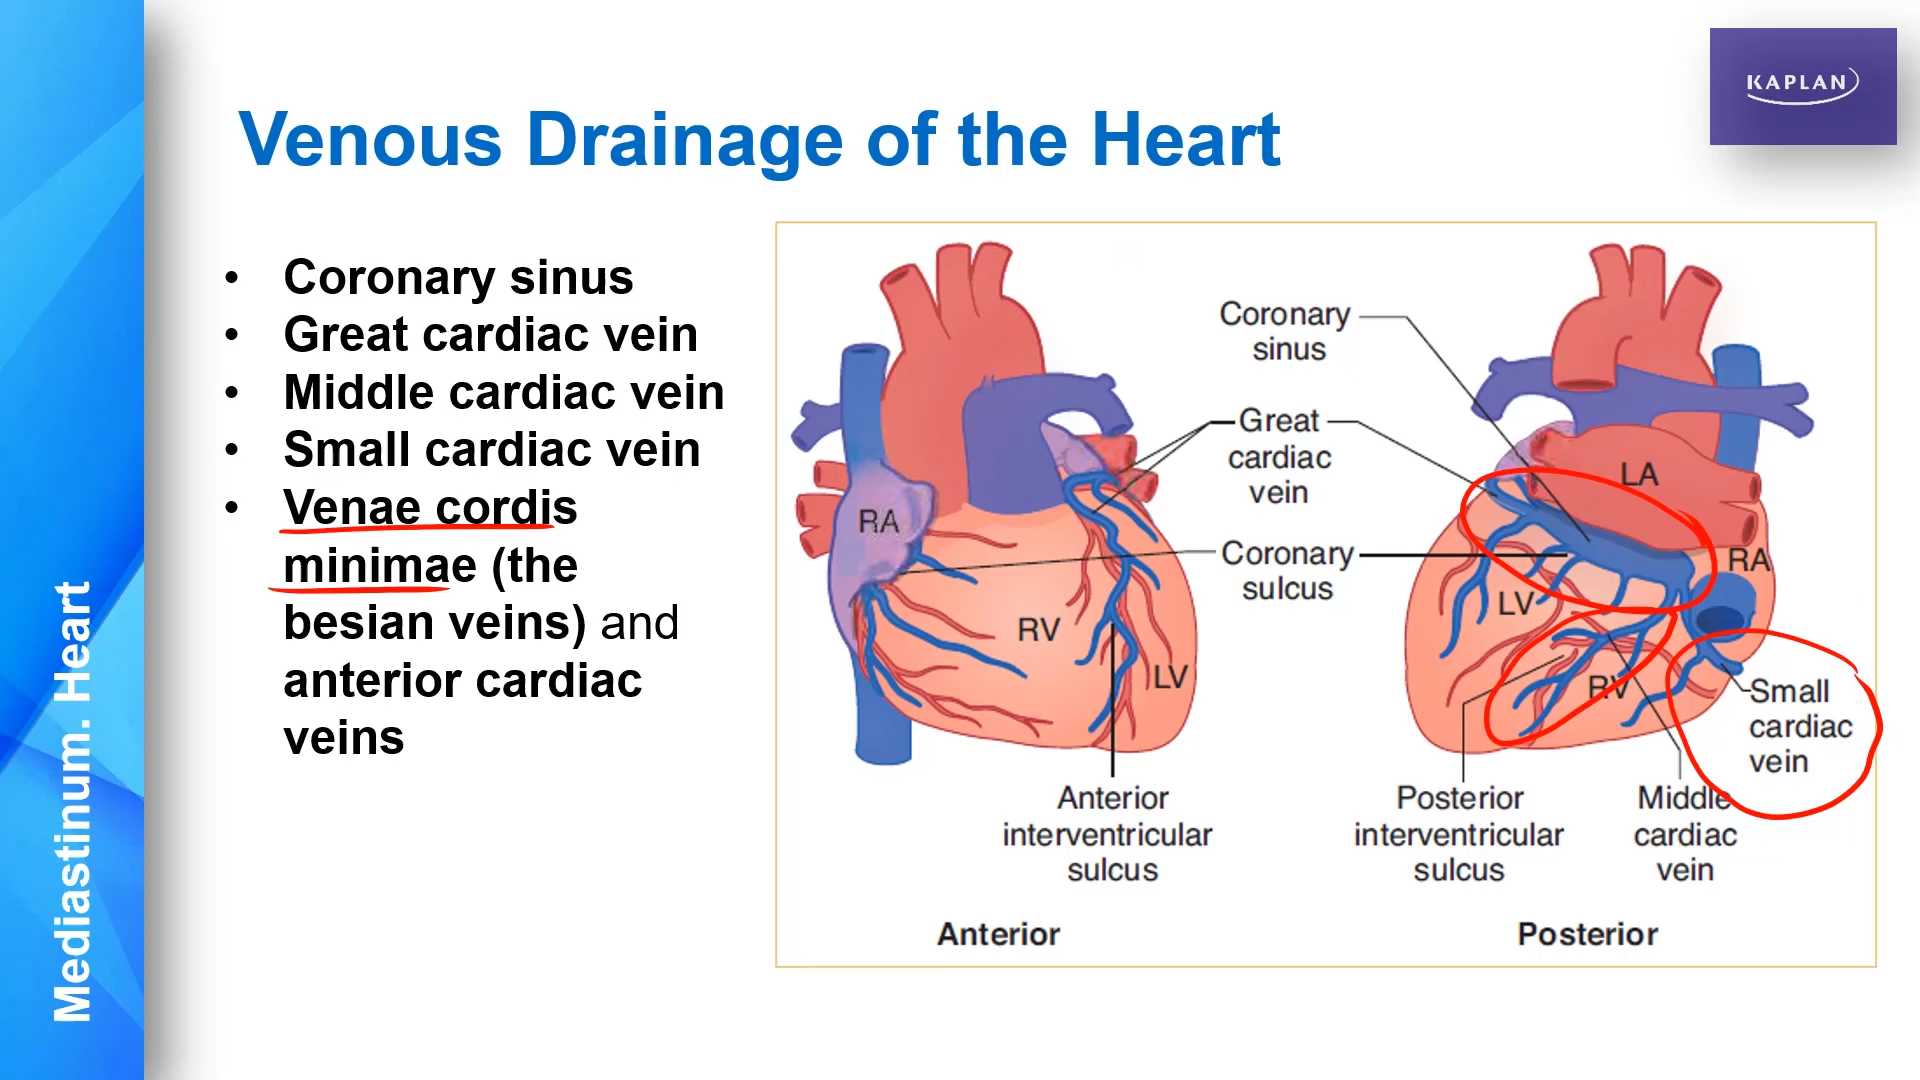 KAPLAN
Venous Drainage of the Heart
• Coronary sinus
• Great cardiac vein
• Middle cardiac vein
• Small cardiac vein
• Venae cordis
minimae (the
besian veins) and
anterior cardiac
veins
Mediastinum. Heart
Coronary
sinus
Great
cardiac
vein
Coronary
sulcus
RA
RV
LV
Anterior
interventricular
sulcus
Anterior
LA
RA
LV
RV
Small
cardiac
vein
Posterior
interventricular
sulcus
Middle
cardiac
vein
Posterior